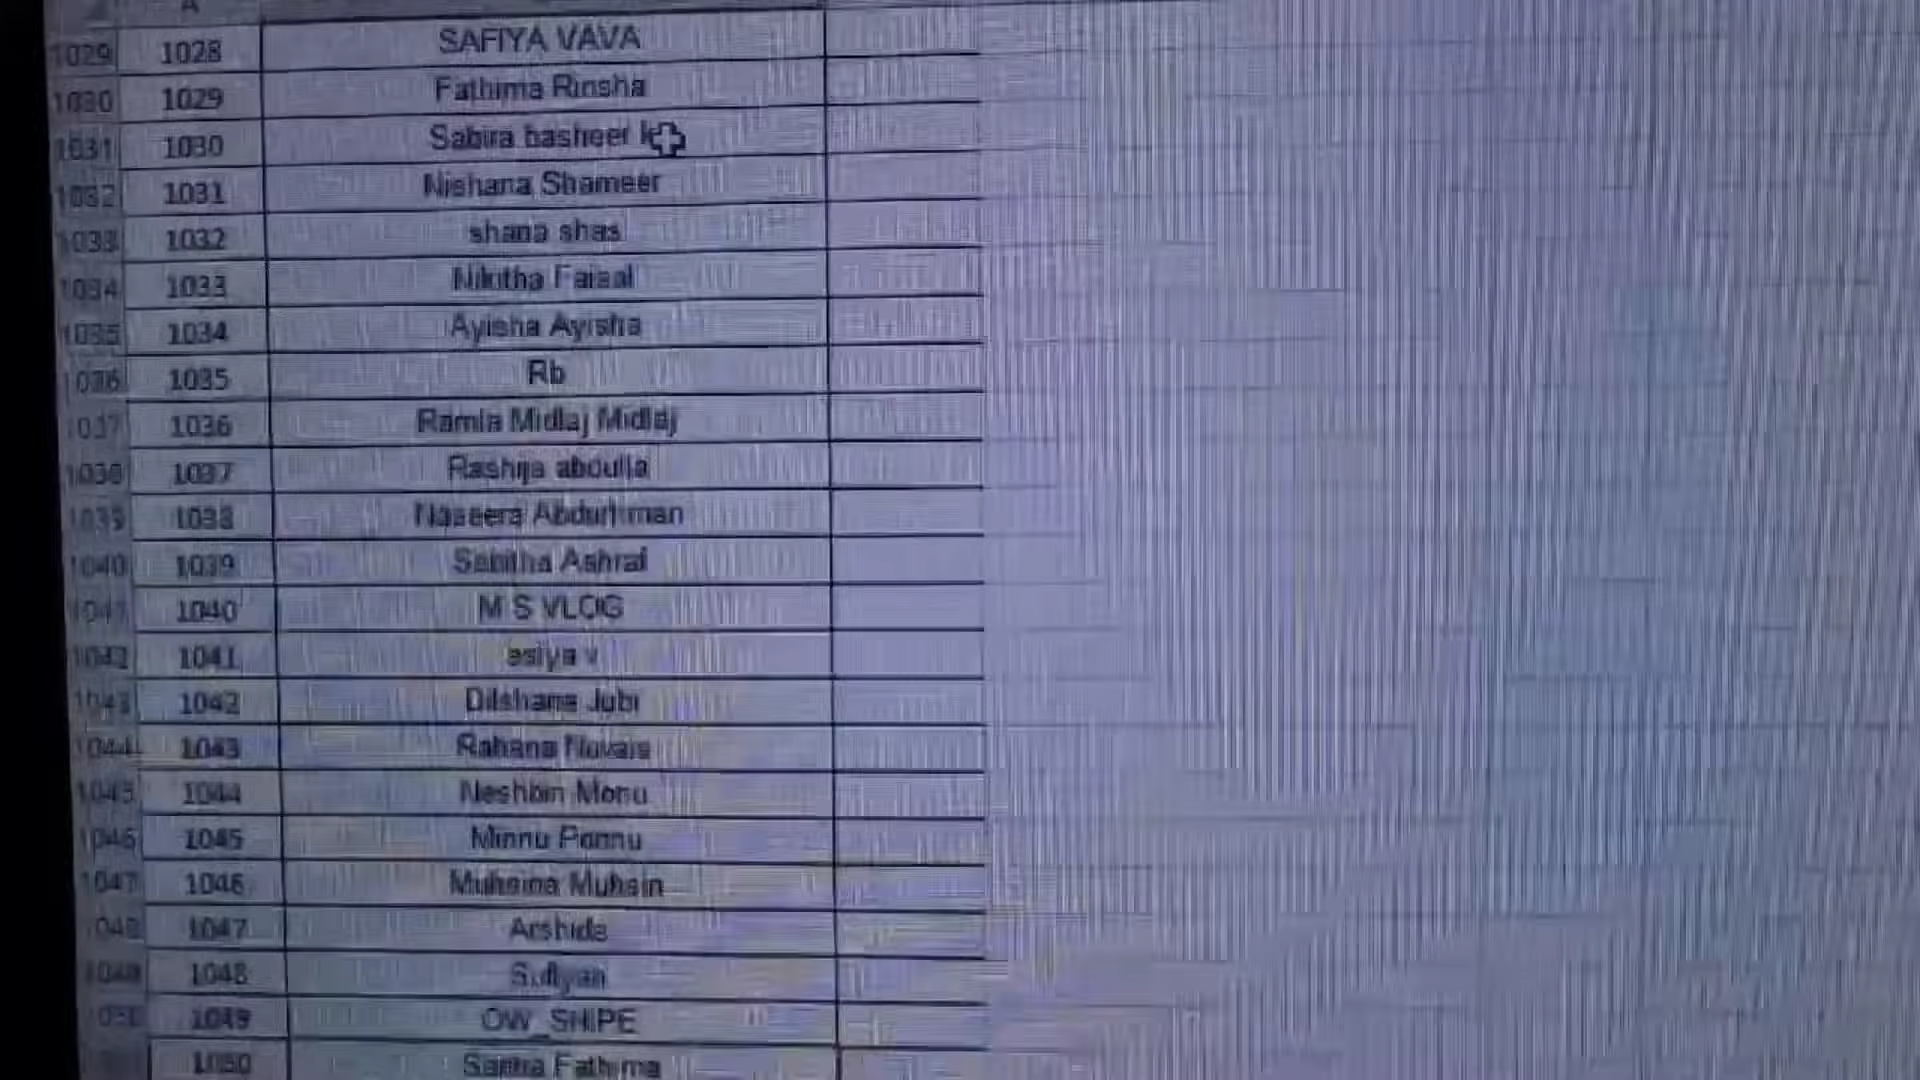 A
1029 1028 SAFIYA VAVA
1030 1029 Fathima Rinsha
1031 1030 Sabira basheer k
1032 1031 Nishana Shameer
1033 1032 shana shas
1034 1033 Nikitha Faisal
1035 1034 Ayisha Ayisha
1036 1035 Rb
1037 1036 Ramla Midlaj Midlaj
1038 1037 Rashija abdulla
1039 1038 Naseera Abdurhman
1040 1039 Sabitha Ashraf
1041 1040 M S VLOG
1042 1041 asiya v
1043 1042 Dilshana Jubi
1044 1043 Rahana Nuvais
1045 1044 Neshbin Monu
1046 1045 Minnu Ponnu
1047 1046 Muhsina Muhsin
1048 1047 Arshida
1049 1048 Sufiyan
1050 1049 OW_SNIPE
1050 Fathima